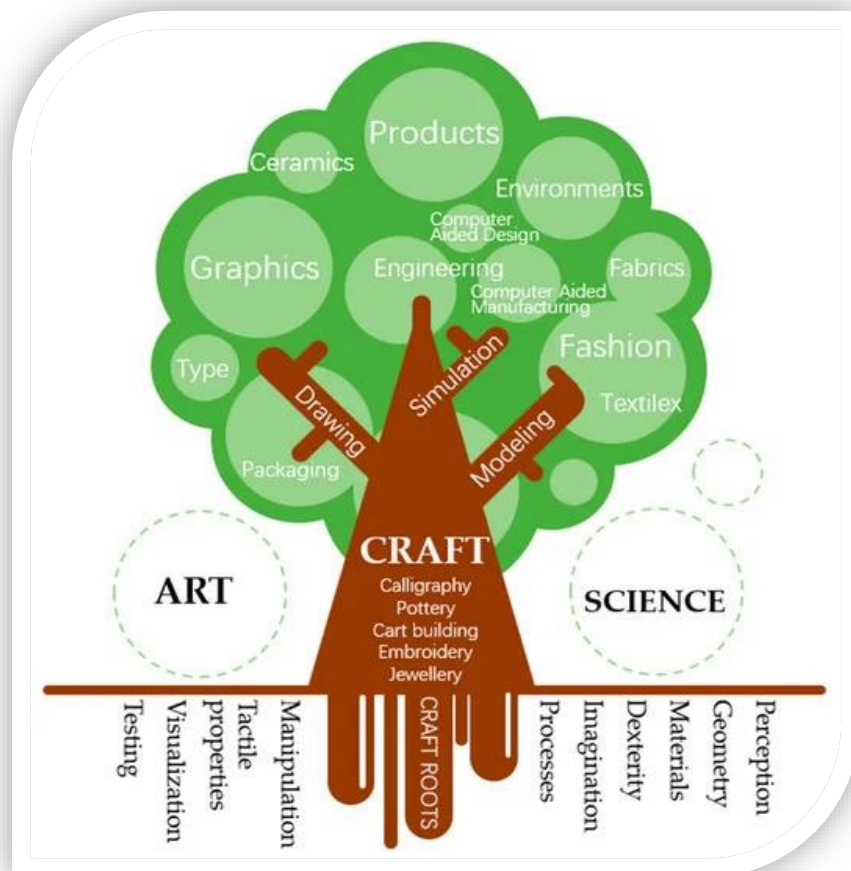 Products
Ceramics
Environments
Computer
Aided Design
Graphics
Engineering
Fabrics
Computer Aided
Manufacturing
Fashion
Type
Simulation
Drawing
Textilex
Modeling
Packaging
CRAFT
ART
SCIENCE
Calligraphy
Pottery
Cart building
Embroidery
Jewellery
Testing
Visualization
Tactile
properties
Manipulation
CRAFT ROOTS
Processes
Imagination
Dexterity
Materials
Geometry
Perception